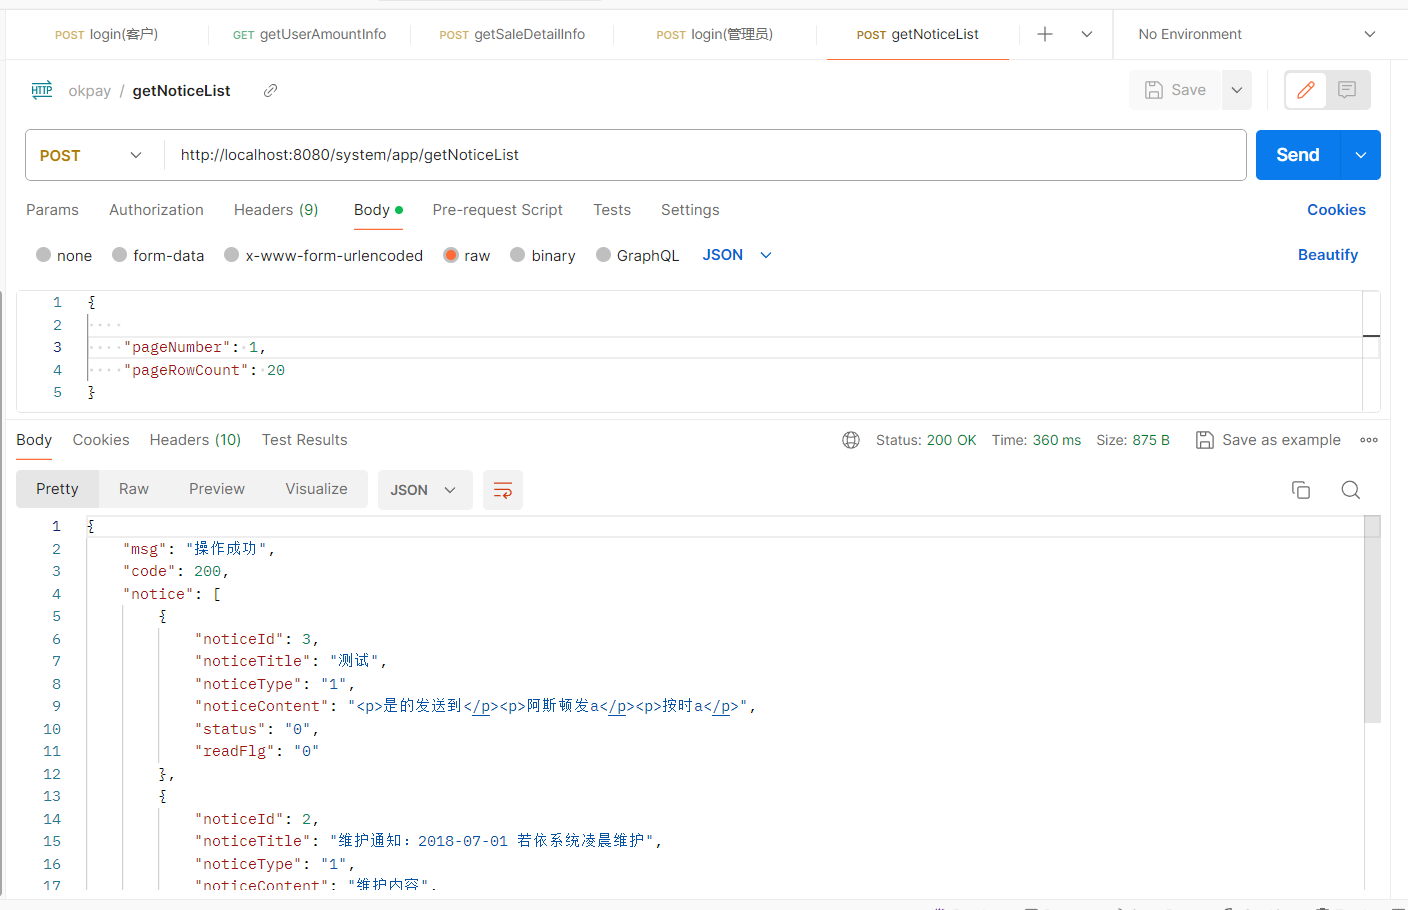 POST login(客户)
GET getUserAmountInfo
POST getSaleDetailInfo
POST login(管理员)
POST getNoticeList
No Environment
HTTP okpay / getNoticeList
Save
POST
http://localhost:8080/system/app/getNoticeList
Send
Params Authorization Headers (9) Body Pre-request Script Tests Settings Cookies
none form-data x-www-form-urlencoded raw binary GraphQL JSON Beautify
1 {
2
3 "pageNumber": 1,
4 "pageRowCount": 20
5 }
Body Cookies Headers (10) Test Results Status: 200 OK Time: 360 ms Size: 875 B Save as example
Pretty Raw Preview Visualize JSON
1 {
2 "msg": "操作成功",
3 "code": 200,
4 "notice": [
5 {
6 "noticeId": 3,
7 "noticeTitle": "测试",
8 "noticeType": "1",
9 "noticeContent": "<p>是的发送到</p><p>阿斯顿发a</p><p>按时a</p>",
10 "status": "0",
11 "readFlg": "0"
12 },
13 {
14 "noticeId": 2,
15 "noticeTitle": "维护通知：2018-07-01 若依系统凌晨维护",
16 "noticeType": "1",
17 "noticeContent": "维护内容",